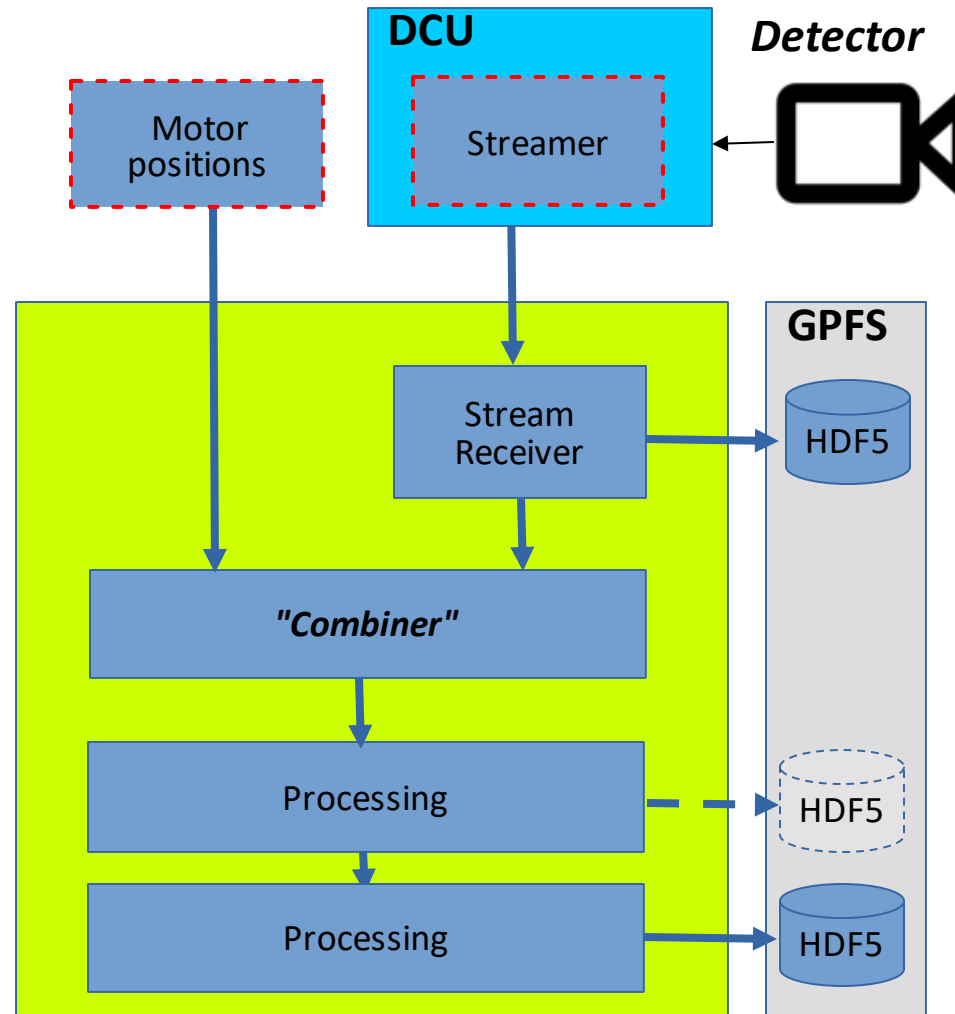 DCU
Detector
Motor
positions
Streamer
GPFS
Stream
Receiver
HDF5
"Combiner"
Processing
HDF5
Processing
HDF5